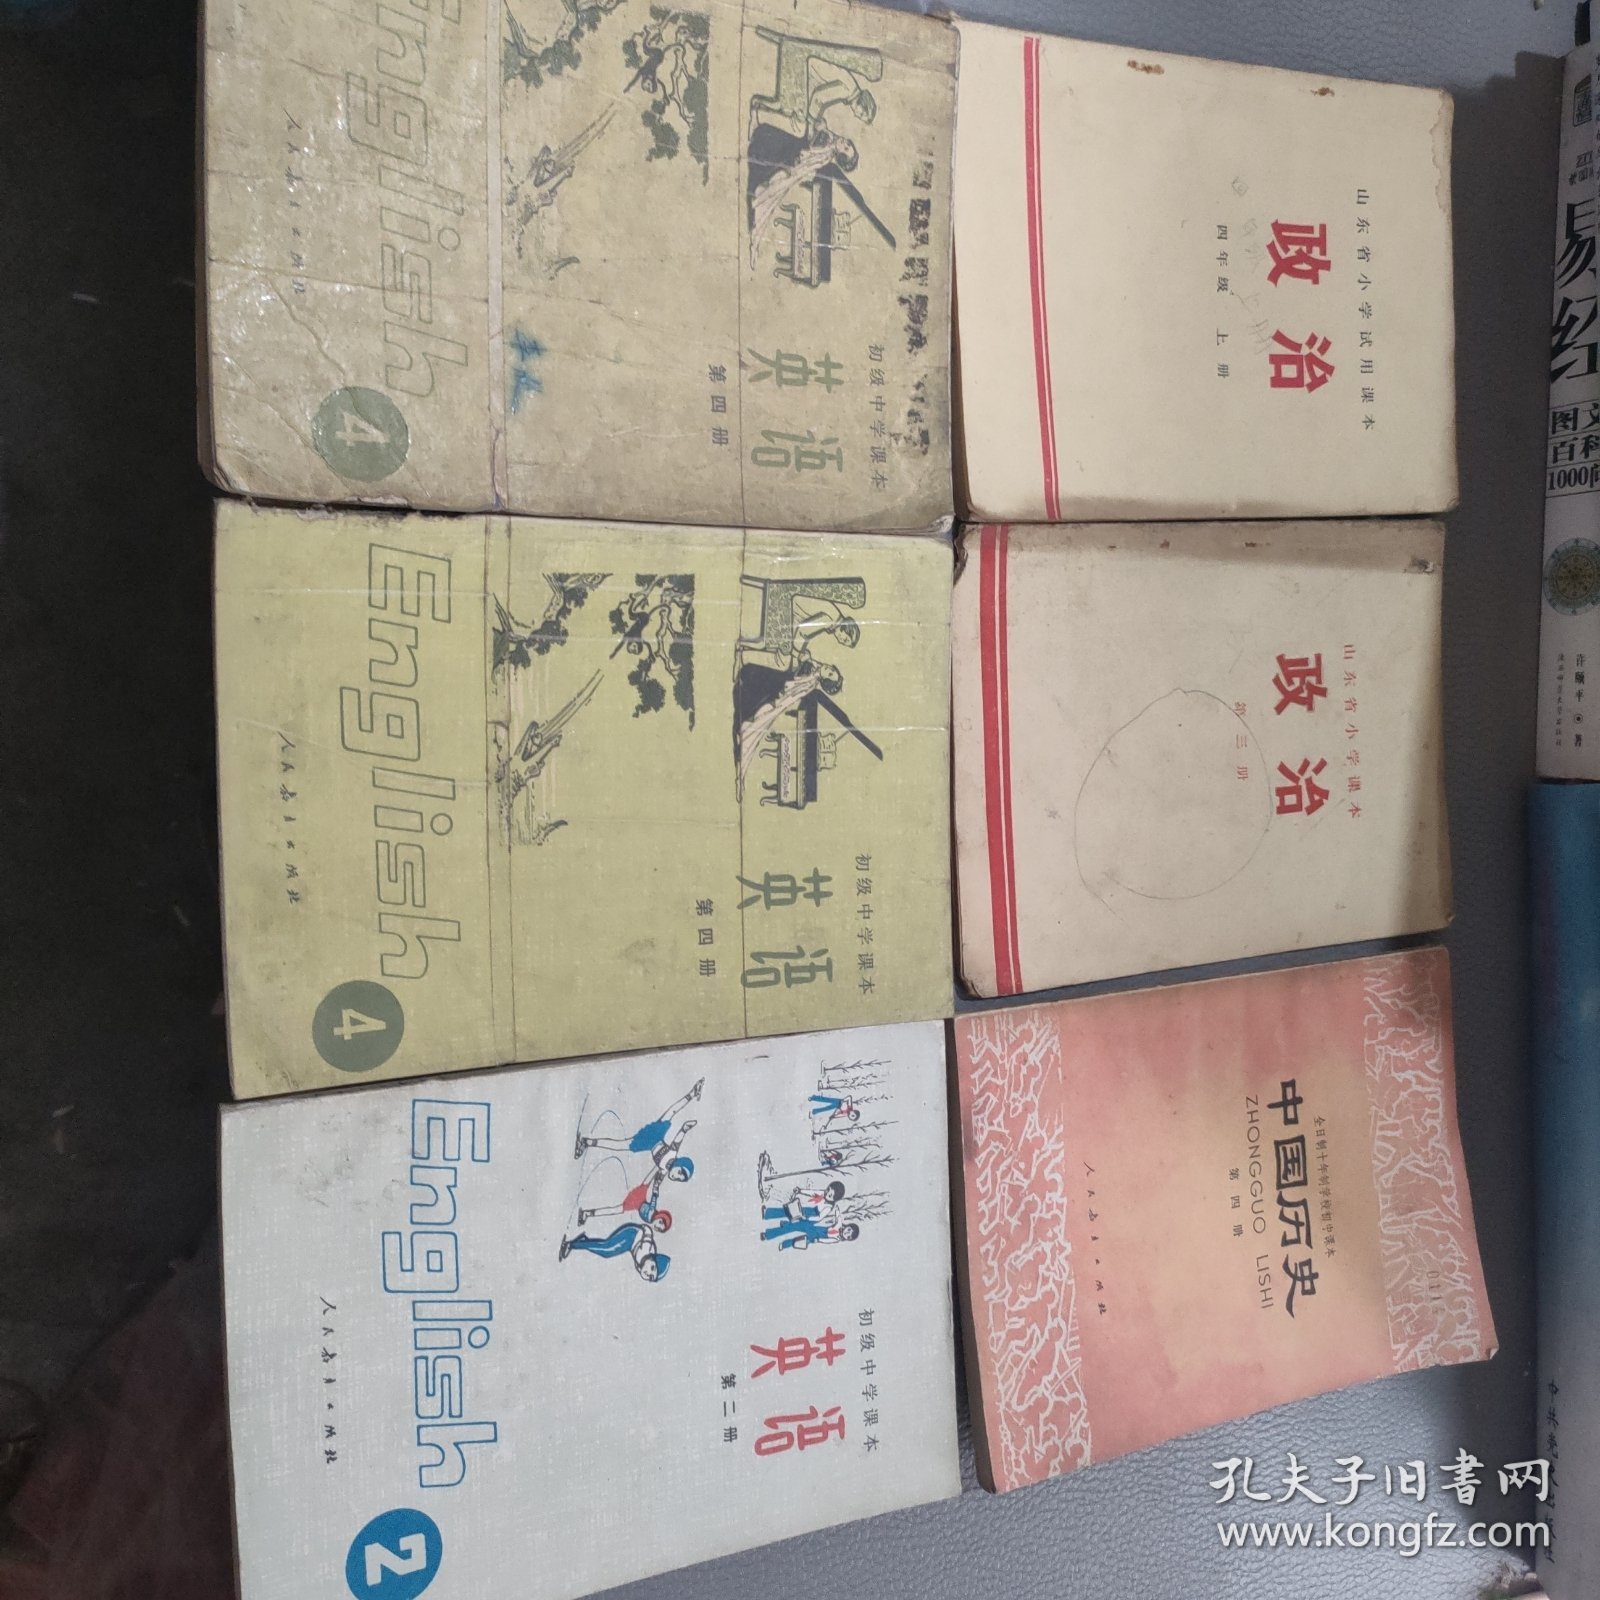 初级中学课本
英语
第四册
English
4
人民教育出版社
山东省小学试用课本
政治
四年级 上册
初级中学课本
英语
第四册
English
4
人民教育出版社
山东省小学课本
政治
第三册
初级中学课本
英语
第二册
English
2
人民教育出版社
全日制十年制学校初中课本
中国历史
ZHONGGUO LISHI
第四册
人民教育出版社
易经
图文
百科
1000问
许颐平 著
孔夫子旧书网
www.kongfz.com